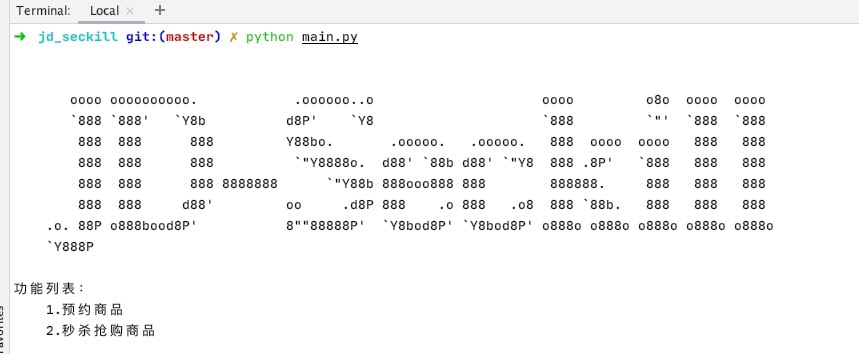 Terminal: Local × +
➜ jd_seckill git:(master) ✗ python main.py
    oooo oooooooooo.            .oooooo..o                     oooo         o8o  oooo  oooo
    `888 `888'   `Y8b          d8P'    `Y8                     `888         `"'  `888  `888
     888  888      888         Y88bo.       .ooooo.   .ooooo.   888  oooo  oooo   888   888
     888  888      888          `"Y8888o.  d88' `88b d88' `"Y8  888 .8P'   `888   888   888
     888  888      888 8888888      `"Y88b 888ooo888 888        888888.     888   888   888
     888  888     d88'         oo     .d8P 888    .o 888   .o8  888 `88b.   888   888   888
 .o. 88P o888bood8P'           8""88888P'  `Y8bod8P' `Y8bod8P' o888o o888o o888o o888o o888o
 `Y888P
功能列表：
1.预约商品
2.秒杀抢购商品